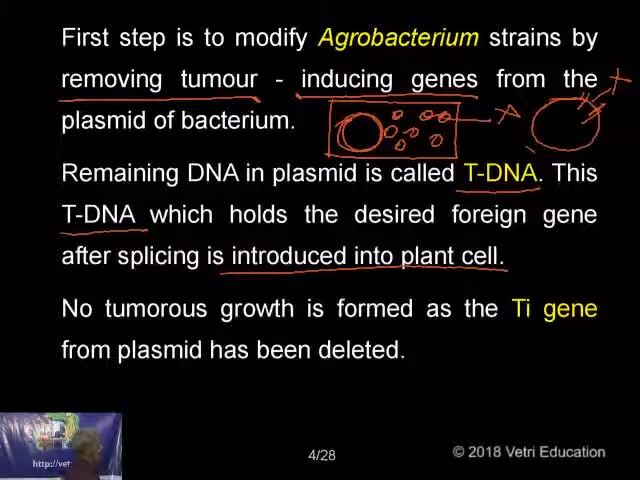 First step is to modify Agrobacterium strains by
removing tumour - inducing genes from the
plasmid of bacterium.
Remaining DNA in plasmid is called T-DNA. This
T-DNA which holds the desired foreign gene
after splicing is introduced into plant cell.
No tumorous growth is formed as the Ti gene
from plasmid has been deleted.
http://vet
4/28
© 2018 Vetri Education